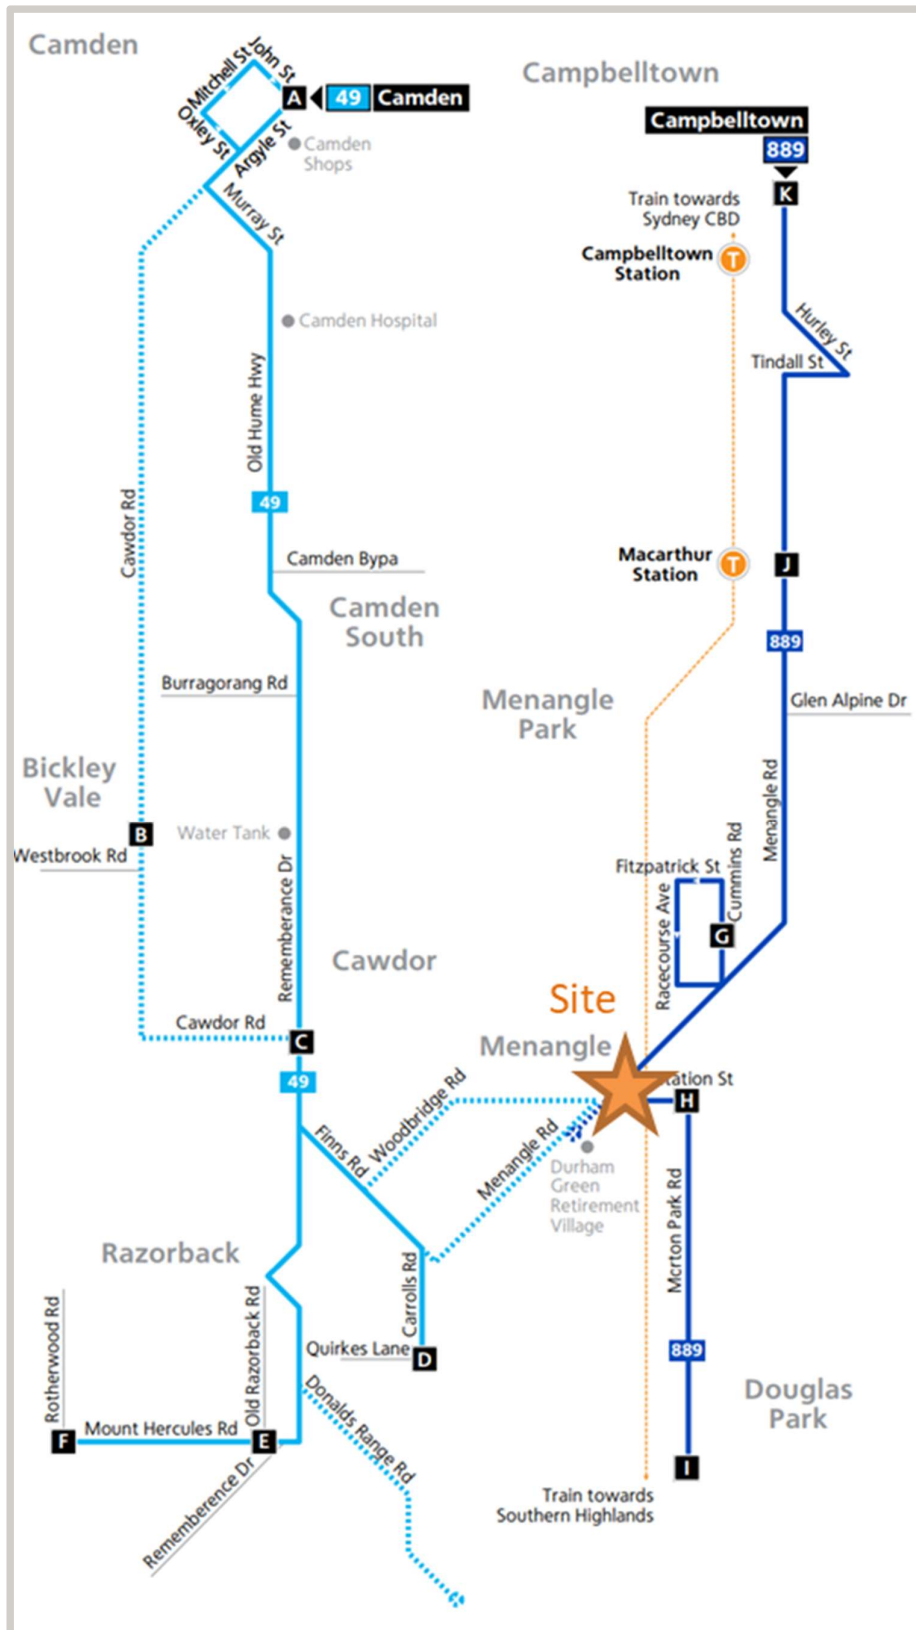 Camden
John St
Mitchell St
Oxley St
Argyle St
A
49
Camden
Camden
Shops
Murray St
Campbelltown
Campbelltown
889
K
Train towards
Sydney CBD
Campbelltown
Station
T
Hurley St
Tindall St
Camden Hospital
Old Hume Hwy
Cawdor Rd
49
Camden Bypa
Camden
South
Macarthur
Station
T
J
889
Burragorang Rd
Menangle
Park
Glen Alpine Dr
Bickley
Vale
B
Water Tank
Westbrook Rd
Rememberance Dr
Menangle Rd
Fitzpatrick St
Cummins Rd
Racecourse Ave
G
Cawdor
Site
Cawdor Rd
C
Menangle
49
tation St
H
Finns Rd
Woodbridge Rd
Menangle Rd
Durham
Green
Retirement
Village
Mcrton Park Rd
Razorback
Carrolls Rd
Rotherwood Rd
Old Razorback Rd
Quirkes Lane
D
889
Donalds Range Rd
Douglas
Park
F
Mount Hercules Rd
E
Rememberence Dr
I
Train towards
Southern Highlands